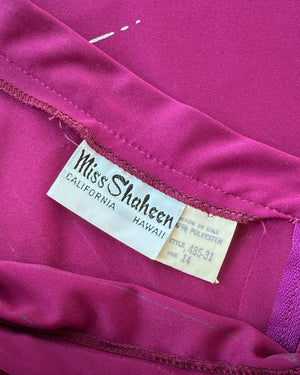 Miss Shaheen
CALIFORNIA
HAWAII
MADE IN USA
POLYESTER
STYLE 485-31
SIZE 14